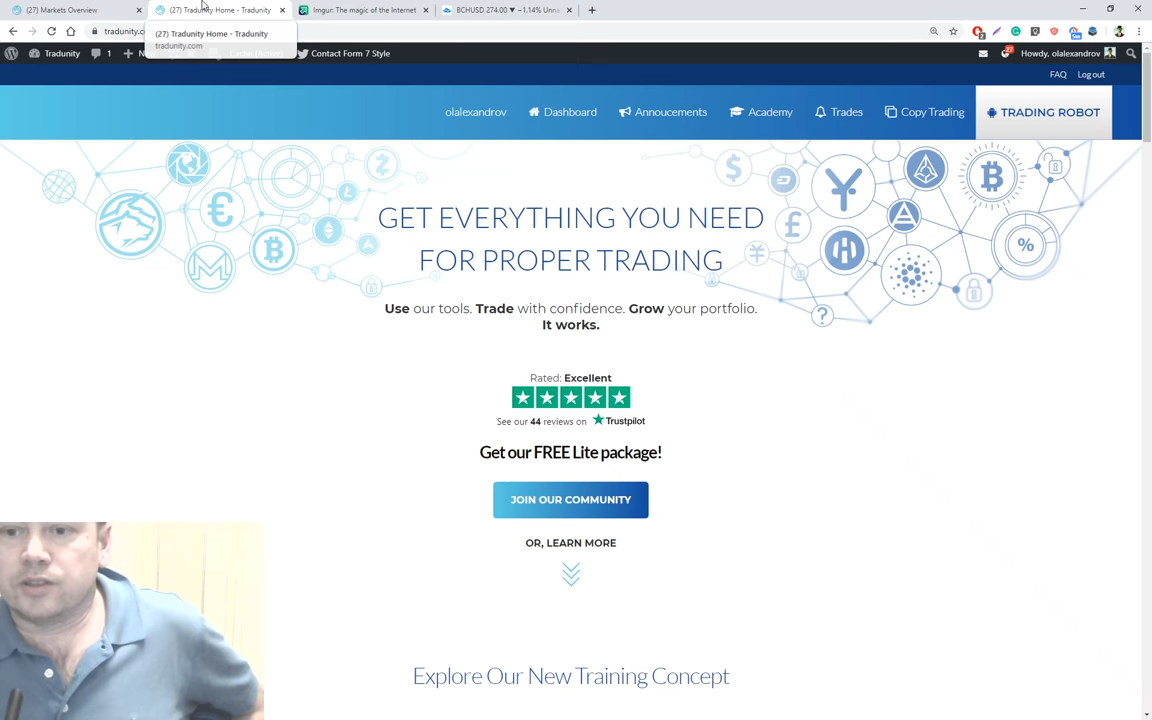 (27) Markets Overview
(27) Tradunity Home - Tradunity
Imgur: The magic of the Internet
BCHUSD 274.00 ▼ −1.14% Unna
tradunity.c
(27) Tradunity Home - Tradunity
tradunity.com
Tradunity
1
Contact Form 7 Style
27
Howdy, olalexandrov
FAQ
Log out
olalexandrov
Dashboard
Annoucements
Academy
Trades
Copy Trading
TRADING ROBOT
GET EVERYTHING YOU NEED
FOR PROPER TRADING
Use our tools. Trade with confidence. Grow your portfolio.
It works.
Rated: Excellent
See our 44 reviews on Trustpilot
Get our FREE Lite package!
JOIN OUR COMMUNITY
OR, LEARN MORE
Explore Our New Training Concept